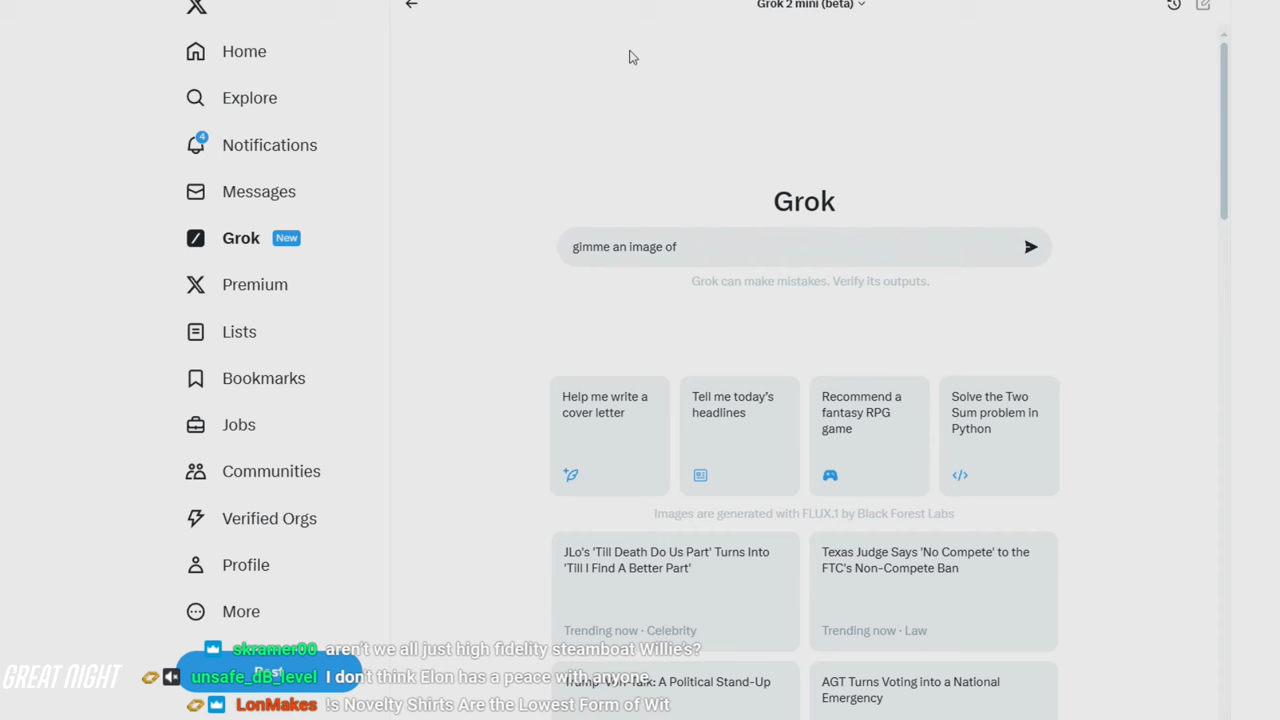 Grok 2 mini (beta)
Home
Explore
4
Notifications
Messages
Grok New
Premium
Lists
Bookmarks
Jobs
Communities
Verified Orgs
Profile
More
Grok
gimme an image of
Grok can make mistakes. Verify its outputs.
Help me write a
cover letter
Tell me today's
headlines
Recommend a
fantasy RPG
game
Solve the Two
Sum problem in
Python
Images are generated with FLUX.1 by Black Forest Labs
JLo's 'Till Death Do Us Part' Turns Into
'Till I Find A Better Part'
Trending now · Celebrity
Texas Judge Says 'No Compete' to the
FTC's Non-Compete Ban
Trending now · Law
A Political Stand-Up
AGT Turns Voting into a National
Emergency
GREAT NIGHT
skramer00 aren't we all just high fidelity steamboat Willie's?
unsafe_dB_level I don't think Elon has a peace with anyone.
LonMakes !s Novelty Shirts Are the Lowest Form of Wit